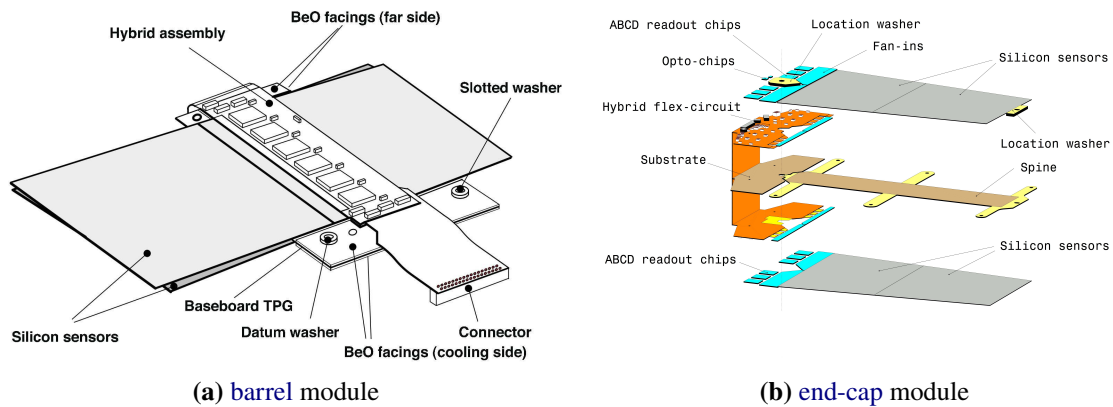 BeO facings (far side)
Hybrid assembly
Slotted washer
Baseboard TPG
Silicon sensors
Datum washer
Connector
BeO facings (cooling side)
(a) barrel module
Location washer
ABCD readout chips
Fan-ins
Opto-chips
Silicon sensors
Hybrid flex-circuit
Location washer
Substrate
Spine
Silicon sensors
ABCD readout chips
(b) end-cap module